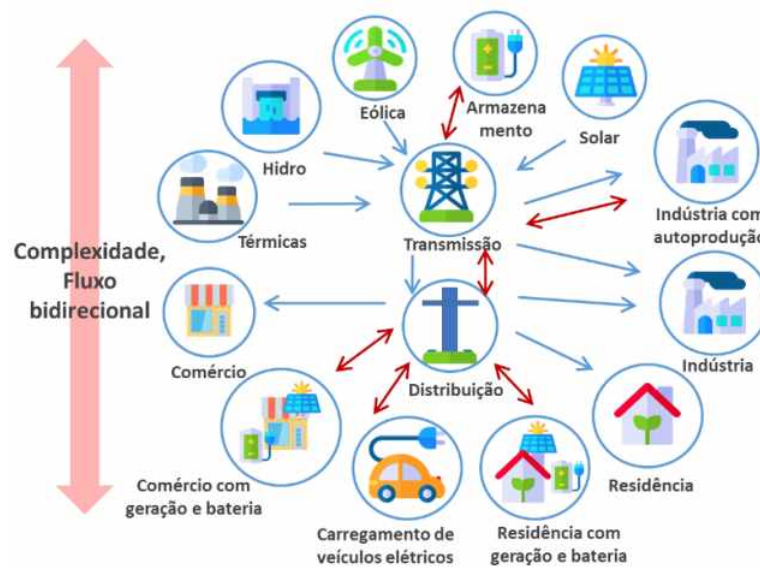 Eólica
Armazena
mento
Solar
Hidro
Térmicas
Transmissão
Indústria com
autoprodução
Complexidade,
Fluxo
bidirecional
Comércio
Distribuição
Indústria
Residência
Comércio com
geração e bateria
Carregamento de
veículos elétricos
Residência com
geração e bateria